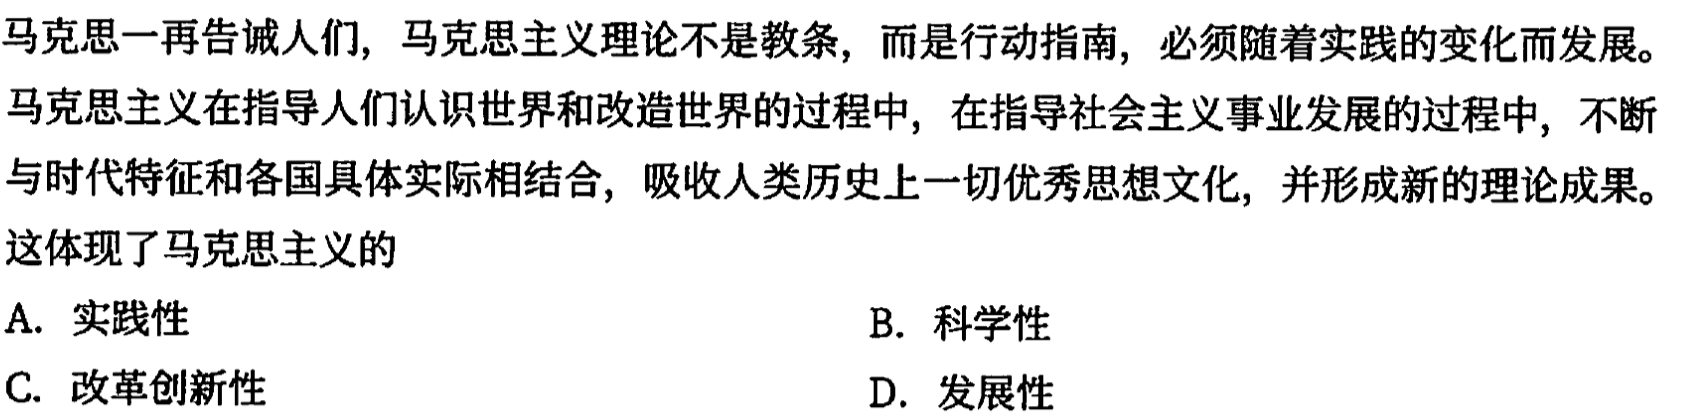 马克思一再告诫人们，马克思主义理论不是教条，而是行动指南，必须随着实践的变化而发展。
马克思主义在指导人们认识世界和改造世界的过程中，在指导社会主义事业发展的过程中，不断
与时代特征和各国具体实际相结合，吸收人类历史上一切优秀思想文化，并形成新的理论成果。
这体现了马克思主义的
A. 实践性 B. 科学性
C. 改革创新性 D. 发展性